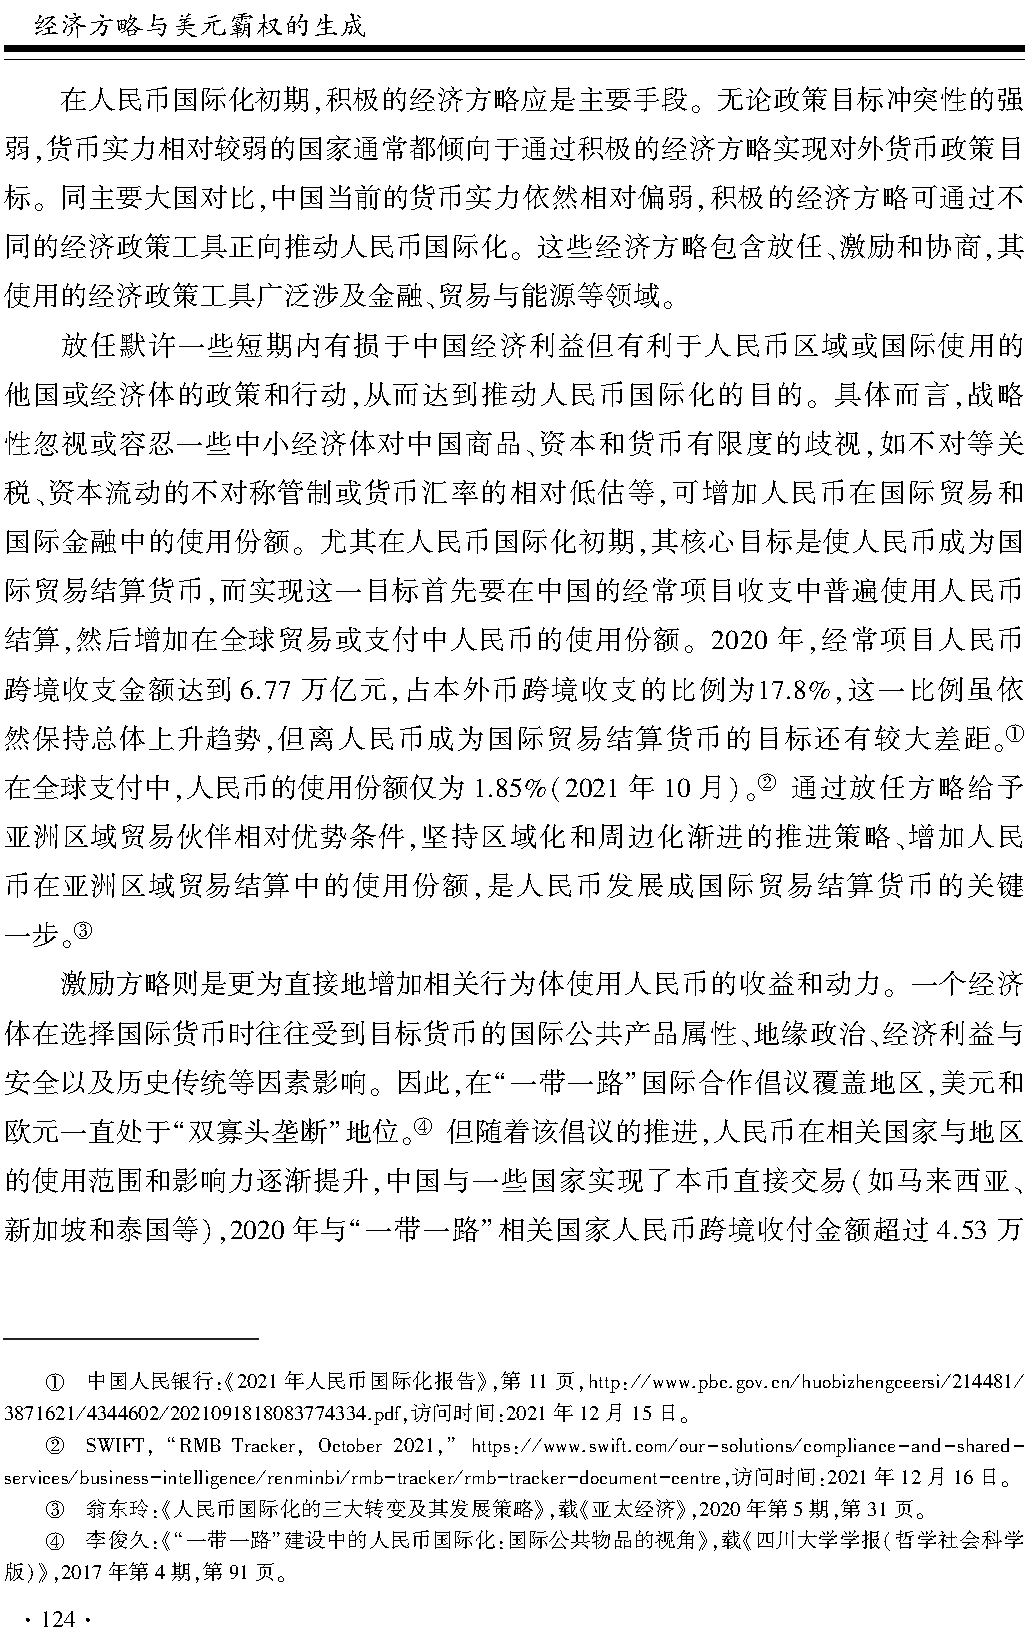 经济方略与美元霸权的生成
在人民币国际化初期,积极的经济方略应是主要手段。无论政策目标冲突性的强
弱,货币实力相对较弱的国家通常都倾向于通过积极的经济方略实现对外货币政策目
标。同主要大国对比,中国当前的货币实力依然相对偏弱,积极的经济方略可通过不
同的经济政策工具正向推动人民币国际化。这些经济方略包含放任、激励和协商,其
使用的经济政策工具广泛涉及金融、贸易与能源等领域。
放任默许一些短期内有损于中国经济利益但有利于人民币区域或国际使用的
他国或经济体的政策和行动,从而达到推动人民币国际化的目的。具体而言,战略
性忽视或容忍一些中小经济体对中国商品、资本和货币有限度的歧视,如不对等关
税、资本流动的不对称管制或货币汇率的相对低估等,可增加人民币在国际贸易和
国际金融中的使用份额。尤其在人民币国际化初期,其核心目标是使人民币成为国
际贸易结算货币,而实现这一目标首先要在中国的经常项目收支中普遍使用人民币
结算,然后增加在全球贸易或支付中人民币的使用份额。2020 年,经常项目人民币
跨境收支金额达到 6.77 万亿元,占本外币跨境收支的比例为17.8%,这一比例虽依
然保持总体上升趋势,但离人民币成为国际贸易结算货币的目标还有较大差距。①
在全球支付中,人民币的使用份额仅为 1.85%(2021 年 10 月)。② 通过放任方略给予
亚洲区域贸易伙伴相对优势条件,坚持区域化和周边化渐进的推进策略、增加人民
币在亚洲区域贸易结算中的使用份额,是人民币发展成国际贸易结算货币的关键
一步。③
激励方略则是更为直接地增加相关行为体使用人民币的收益和动力。一个经济
体在选择国际货币时往往受到目标货币的国际公共产品属性、地缘政治、经济利益与
安全以及历史传统等因素影响。因此,在“一带一路”国际合作倡议覆盖地区,美元和
欧元一直处于“双寡头垄断”地位。④ 但随着该倡议的推进,人民币在相关国家与地区
的使用范围和影响力逐渐提升,中国与一些国家实现了本币直接交易(如马来西亚、
新加坡和泰国等),2020 年与“一带一路”相关国家人民币跨境收付金额超过 4.53 万
① 中国人民银行:《2021 年人民币国际化报告》,第 11 页,http://www.pbc.gov.cn/huobizhengceersi/214481/
3871621/4344602/2021091818083774334.pdf,访问时间:2021 年 12 月 15 日。
② SWIFT, “RMB Tracker, October 2021,” https://www.swift.com/our-solutions/compliance-and-shared-
services/business-intelligence/renminbi/rmb-tracker/rmb-tracker-document-centre,访问时间:2021 年 12 月 16 日。
③ 翁东玲:《人民币国际化的三大转变及其发展策略》,载《亚太经济》,2020 年第 5 期,第 31 页。
④ 李俊久:《“一带一路”建设中的人民币国际化:国际公共物品的视角》,载《四川大学学报(哲学社会科学
版)》,2017 年第 4 期,第 91 页。
·124·